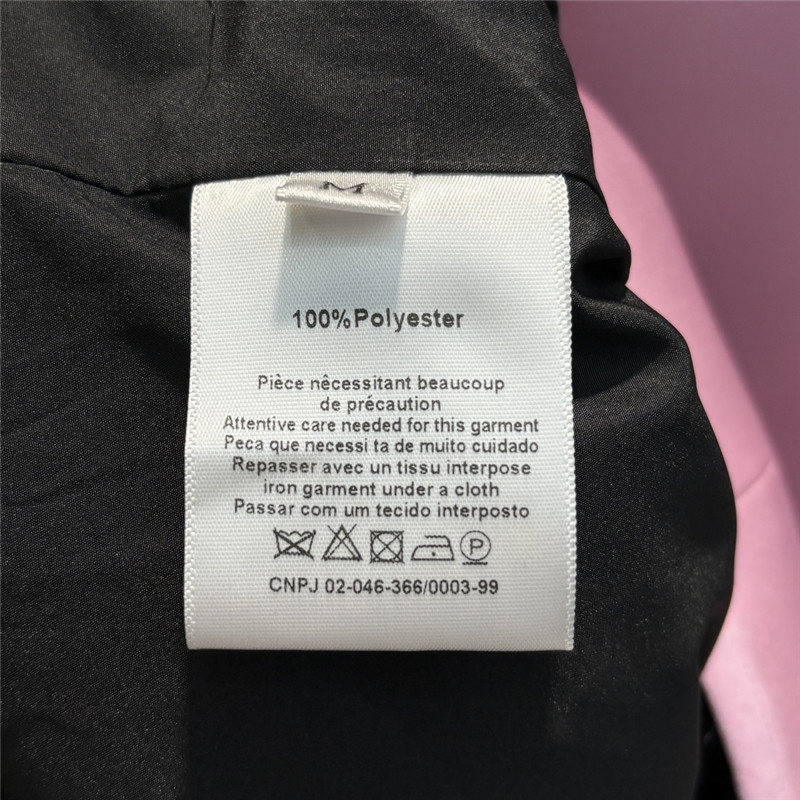 M
100%Polyester
Pièce nêcessitant beaucoup
de précaution
Attentive care needed for this garment
Peca que necessi ta de muito cuidado
Repasser avec un tissu interpose
iron garment under a cloth
Passar com um tecido interposto
P
CNPJ 02-046-366/0003-99